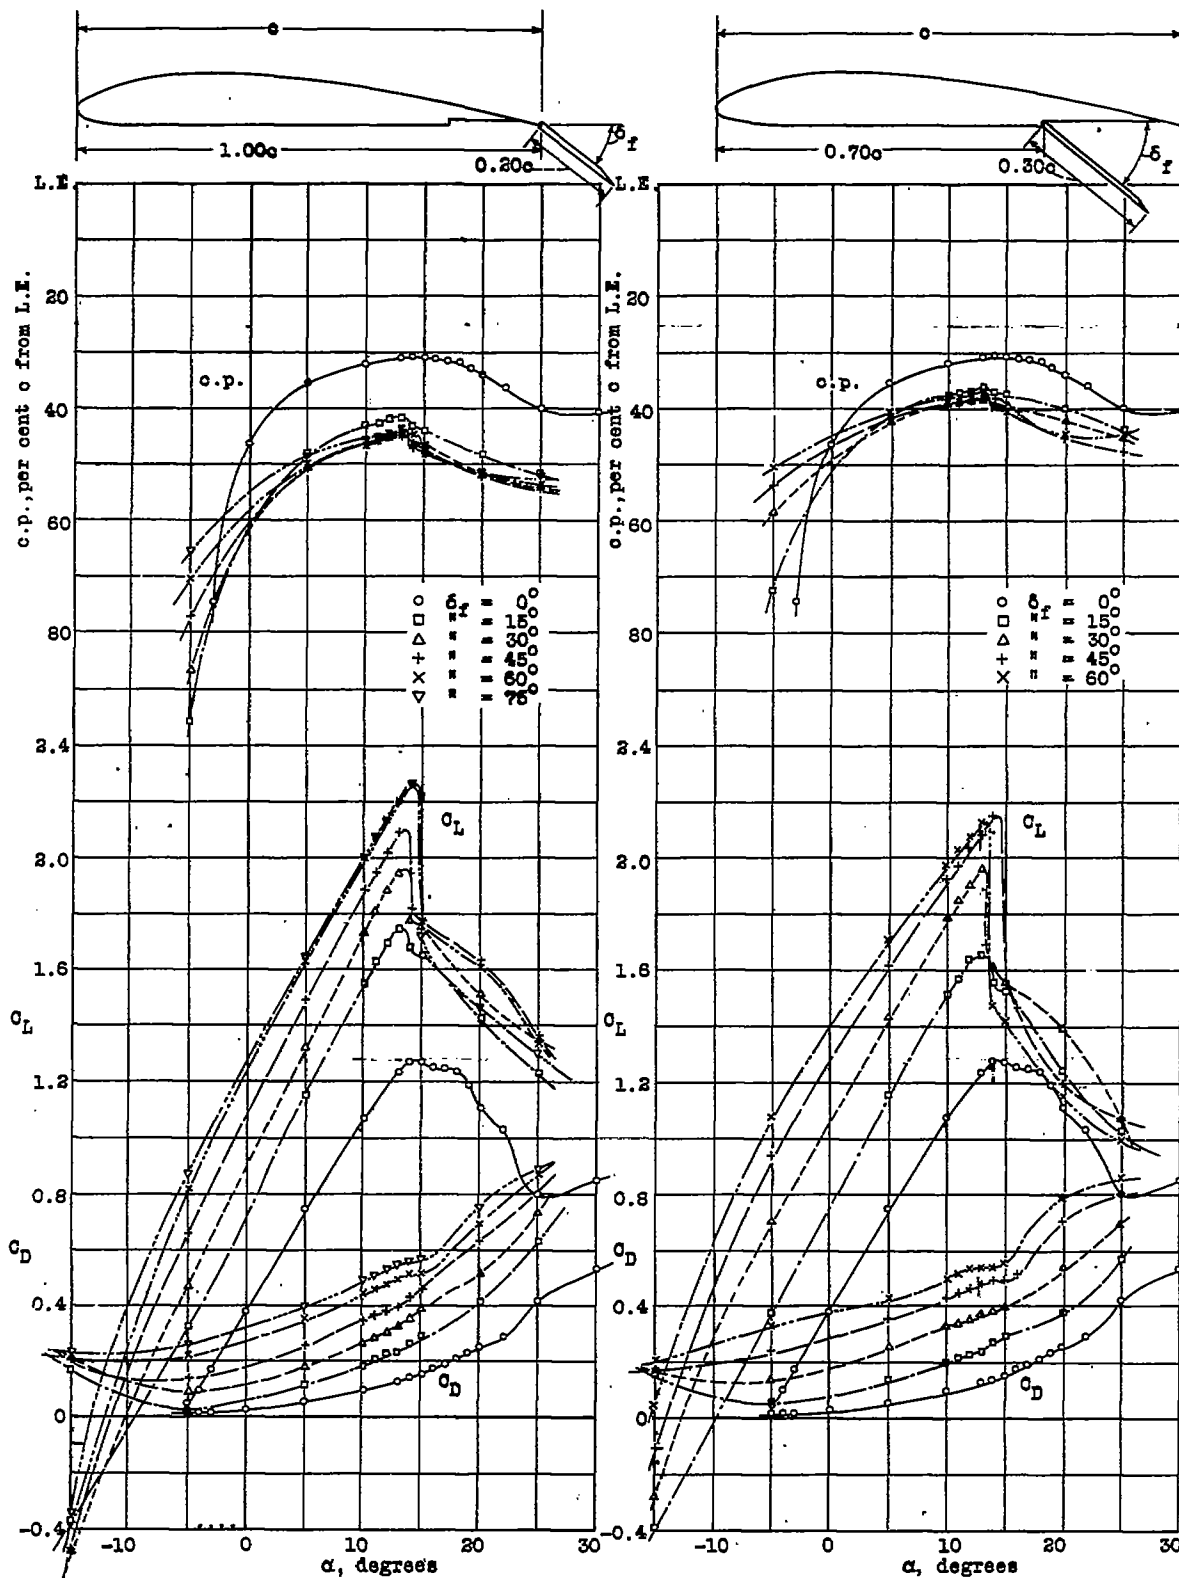 c
1.00c
0.20c
δf
L.E.
20
40
60
80
c.p., per cent c from L.E.
c.p.
○ δf = 0°
□ " = 15°
△ " = 30°
+ " = 45°
× " = 60°
▽ " = 75°
2.4
2.0
1.6
1.2
0.8
0.4
0
-0.4
CL
CL
CD
CD
-10 0 10 20 30
α, degrees
c
0.70c
0.30c
δf
L.E.
20
40
60
80
c.p., per cent c from L.E.
c.p.
○ δf = 0°
□ " = 15°
△ " = 30°
+ " = 45°
× " = 60°
2.4
2.0
1.6
1.2
0.8
0.4
0
-0.4
CL
CL
CD
CD
-10 0 10 20 30
α, degrees